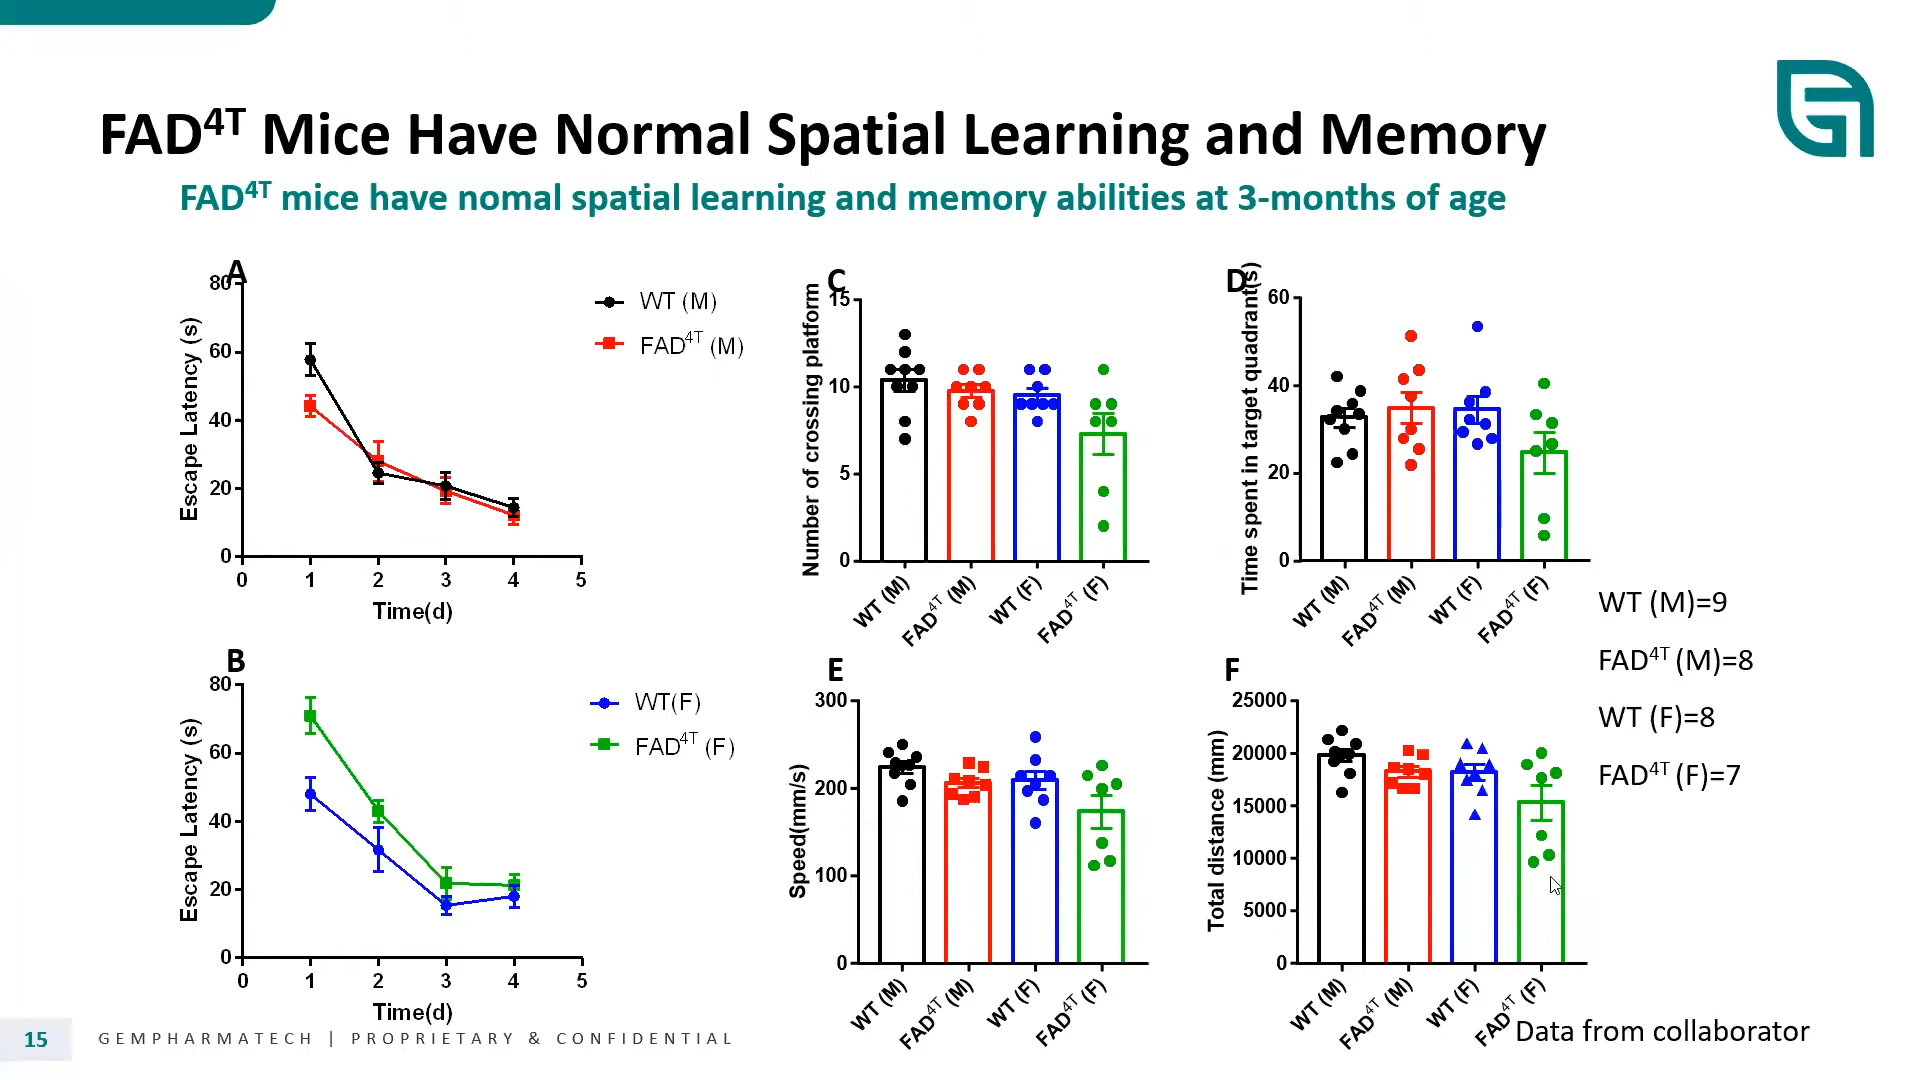 FAD4T Mice Have Normal Spatial Learning and Memory
FAD4T mice have nomal spatial learning and memory abilities at 3-months of age
A
80
60
40
20
0
0 1 2 3 4 5
Escape Latency (s)
Time(d)
WT (M)
FAD4T (M)
B
80
60
40
20
0
0 1 2 3 4 5
Escape Latency (s)
Time(d)
WT(F)
FAD4T (F)
C
15
10
5
0
Number of crossing platform
WT (M) FAD4T (M) WT (F) FAD4T (F)
D
60
40
20
0
Time spent in target quadrant(s)
WT (M) FAD4T (M) WT (F) FAD4T (F)
E
300
200
100
0
Speed(mm/s)
WT (M) FAD4T (M) WT (F) FAD4T (F)
F
25000
20000
15000
10000
5000
0
Total distance (mm)
WT (M) FAD4T (M) WT (F) FAD4T (F)
WT (M)=9
FAD4T (M)=8
WT (F)=8
FAD4T (F)=7
Data from collaborator
15
GEMPHARMATECH | PROPRIETARY & CONFIDENTIAL